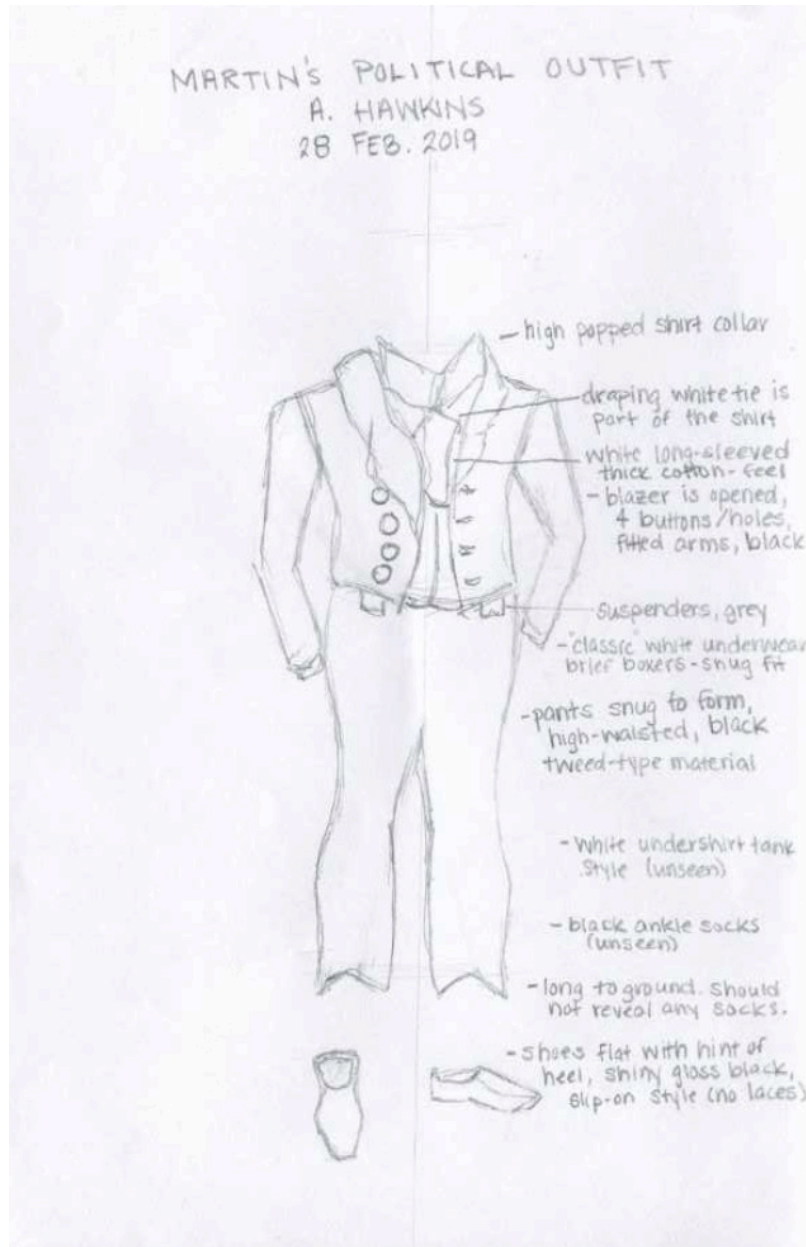 MARTIN'S POLITICAL OUTFIT
A. HAWKINS
28 FEB. 2019
- high popped shirt collar
draping white tie is
part of the shirt
white long-sleeved
thick cotton-feel
- blazer is opened,
4 buttons/holes,
fitted arms, black
suspenders, grey
- "classic" white underwear
brief boxers - snug fit
- pants snug to form,
high-waisted, black
tweed-type material
- white undershirt tank
style (unseen)
- black ankle socks
(unseen)
- long to ground. should
not reveal any socks.
- shoes flat with hint of
heel, shiny gloss black,
slip-on style (no laces)